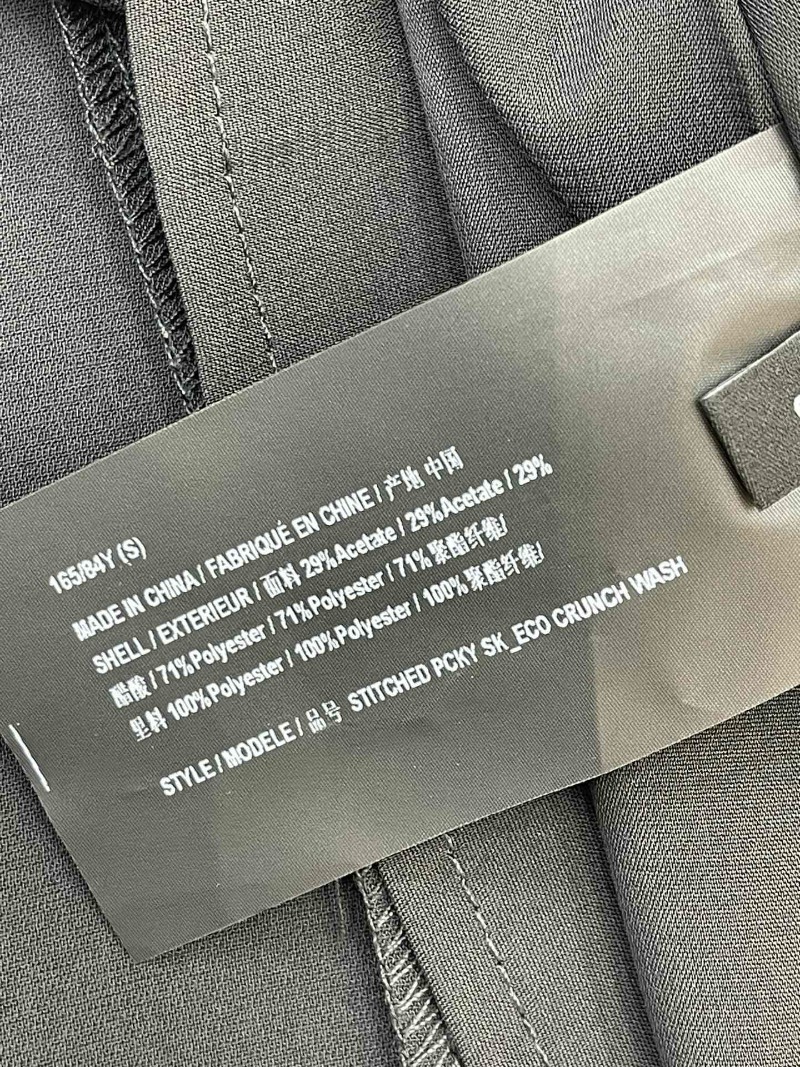 165/84Y (S)
MADE IN CHINA / FABRIQUÉ EN CHINE / 产地 中国
SHELL / EXTERIEUR / 面料 29%Acetate / 29%Acetate / 29%
醋酸 / 71%Polyester / 71%Polyester / 71%聚酯纤维/
里料 100%Polyester / 100%Polyester / 100%聚酯纤维/
STYLE / MODELE / 品号 STITCHED PCKY SK_ECO CRUNCH WASH